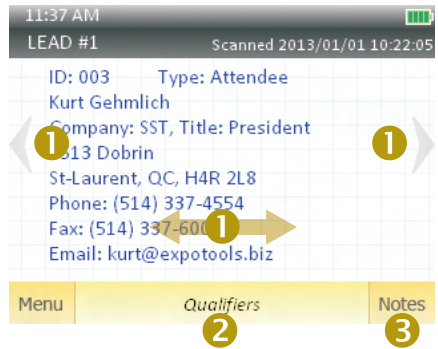 11:37 AM
LEAD #1 Scanned 2013/01/01 10:22:05
ID: 003 Type: Attendee
Kurt Gehmlich
Company: SST, Title: President
13 Dobrin
St-Laurent, QC, H4R 2L8
Phone: (514) 337-4554
Fax: (514) 337-600
Email: kurt@expotools.biz
1 1
1
Menu Qualifiers Notes
2 3